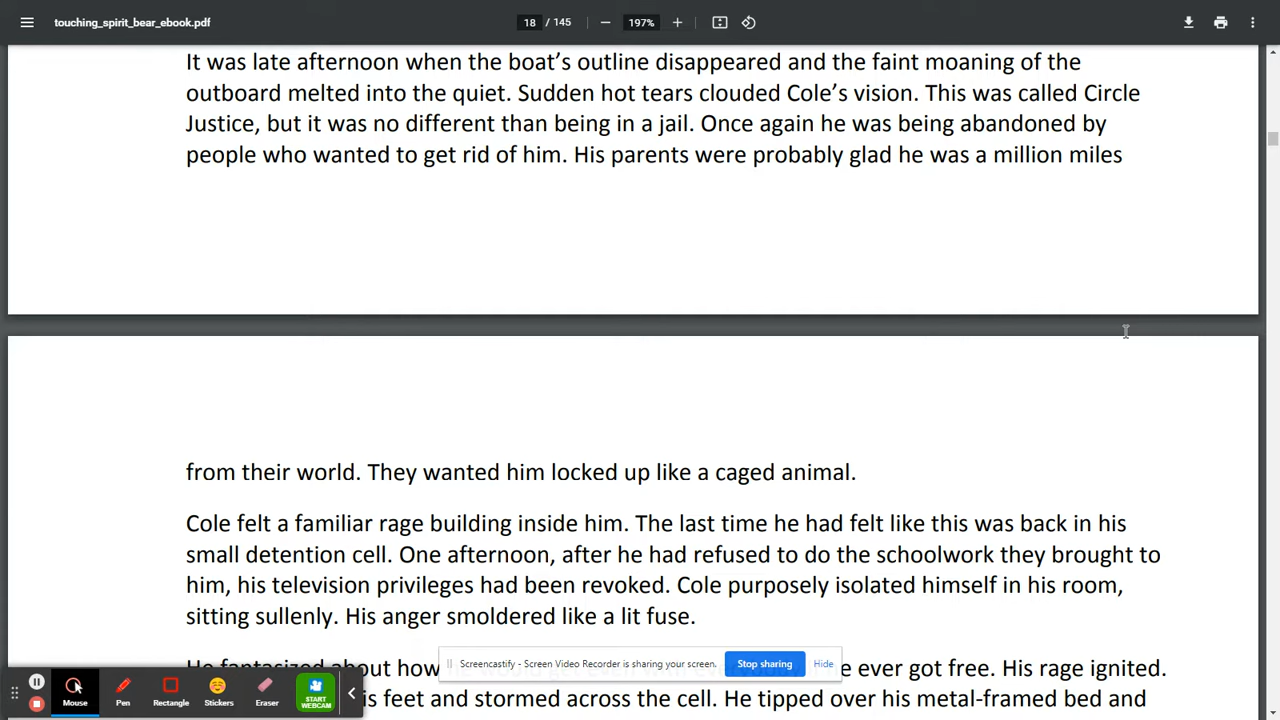 touching_spirit_bear_ebook.pdf
18 / 145
197%
It was late afternoon when the boat’s outline disappeared and the faint moaning of the
outboard melted into the quiet. Sudden hot tears clouded Cole’s vision. This was called Circle
Justice, but it was no different than being in a jail. Once again he was being abandoned by
people who wanted to get rid of him. His parents were probably glad he was a million miles
from their world. They wanted him locked up like a caged animal.
Cole felt a familiar rage building inside him. The last time he had felt like this was back in his
small detention cell. One afternoon, after he had refused to do the schoolwork they brought to
him, his television privileges had been revoked. Cole purposely isolated himself in his room,
sitting sullenly. His anger smoldered like a lit fuse.
He fantasized about how ever got free. His rage ignited.
feet and stormed across the cell. He tipped over his metal-framed bed and
Screencastify - Screen Video Recorder is sharing your screen.
Stop sharing
Hide
Mouse
Pen
Rectangle
Stickers
Eraser
START
WEBCAM